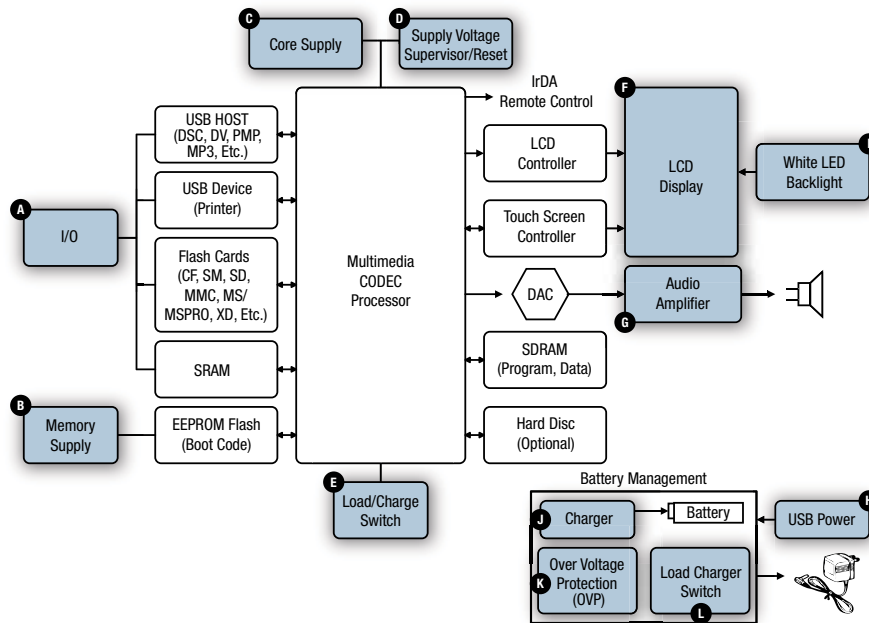 C
Core Supply
D
Supply Voltage
Supervisor/Reset
IrDA
Remote Control
USB HOST
(DSC, DV, PMP,
MP3, Etc.)
LCD
Controller
F
LCD
Display
White LED
Backlight
USB Device
(Printer)
A
I/O
Touch Screen
Controller
Flash Cards
(CF, SM, SD,
MMC, MS/
MSPRO, XD, Etc.)
Multimedia
CODEC
Processor
DAC
Audio
Amplifier
G
SRAM
SDRAM
(Program, Data)
B
Memory
Supply
EEPROM Flash
(Boot Code)
Hard Disc
(Optional)
E
Load/Charge
Switch
Battery Management
J
Charger
Battery
H
USB Power
K
Over Voltage
Protection
(OVP)
Load Charger
Switch
L